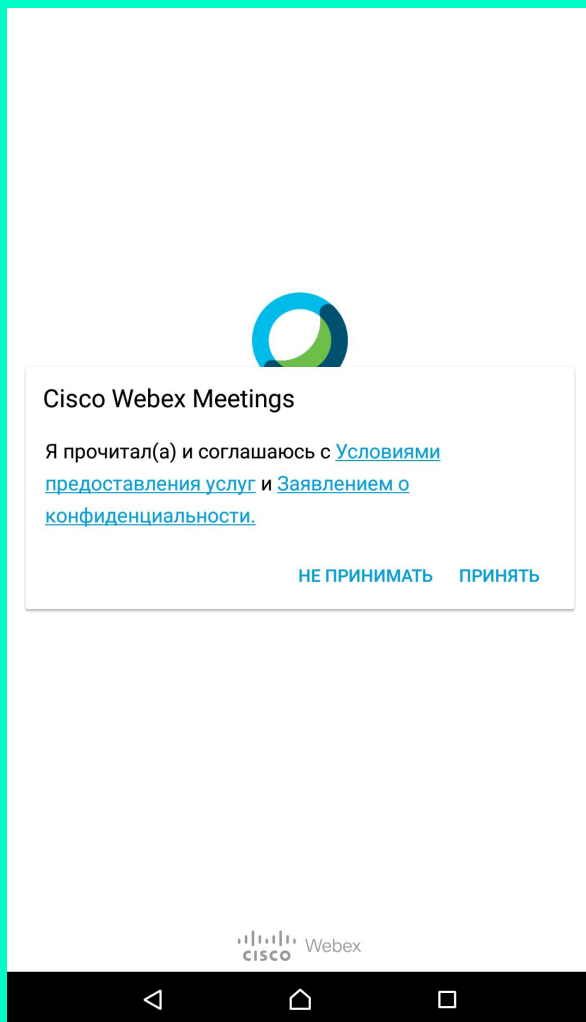 Cisco Webex Meetings
Я прочитал(а) и соглашаюсь с Условиями
предоставления услуг и Заявлением о
конфиденциальности.
НЕ ПРИНИМАТЬ ПРИНЯТЬ
CISCO Webex